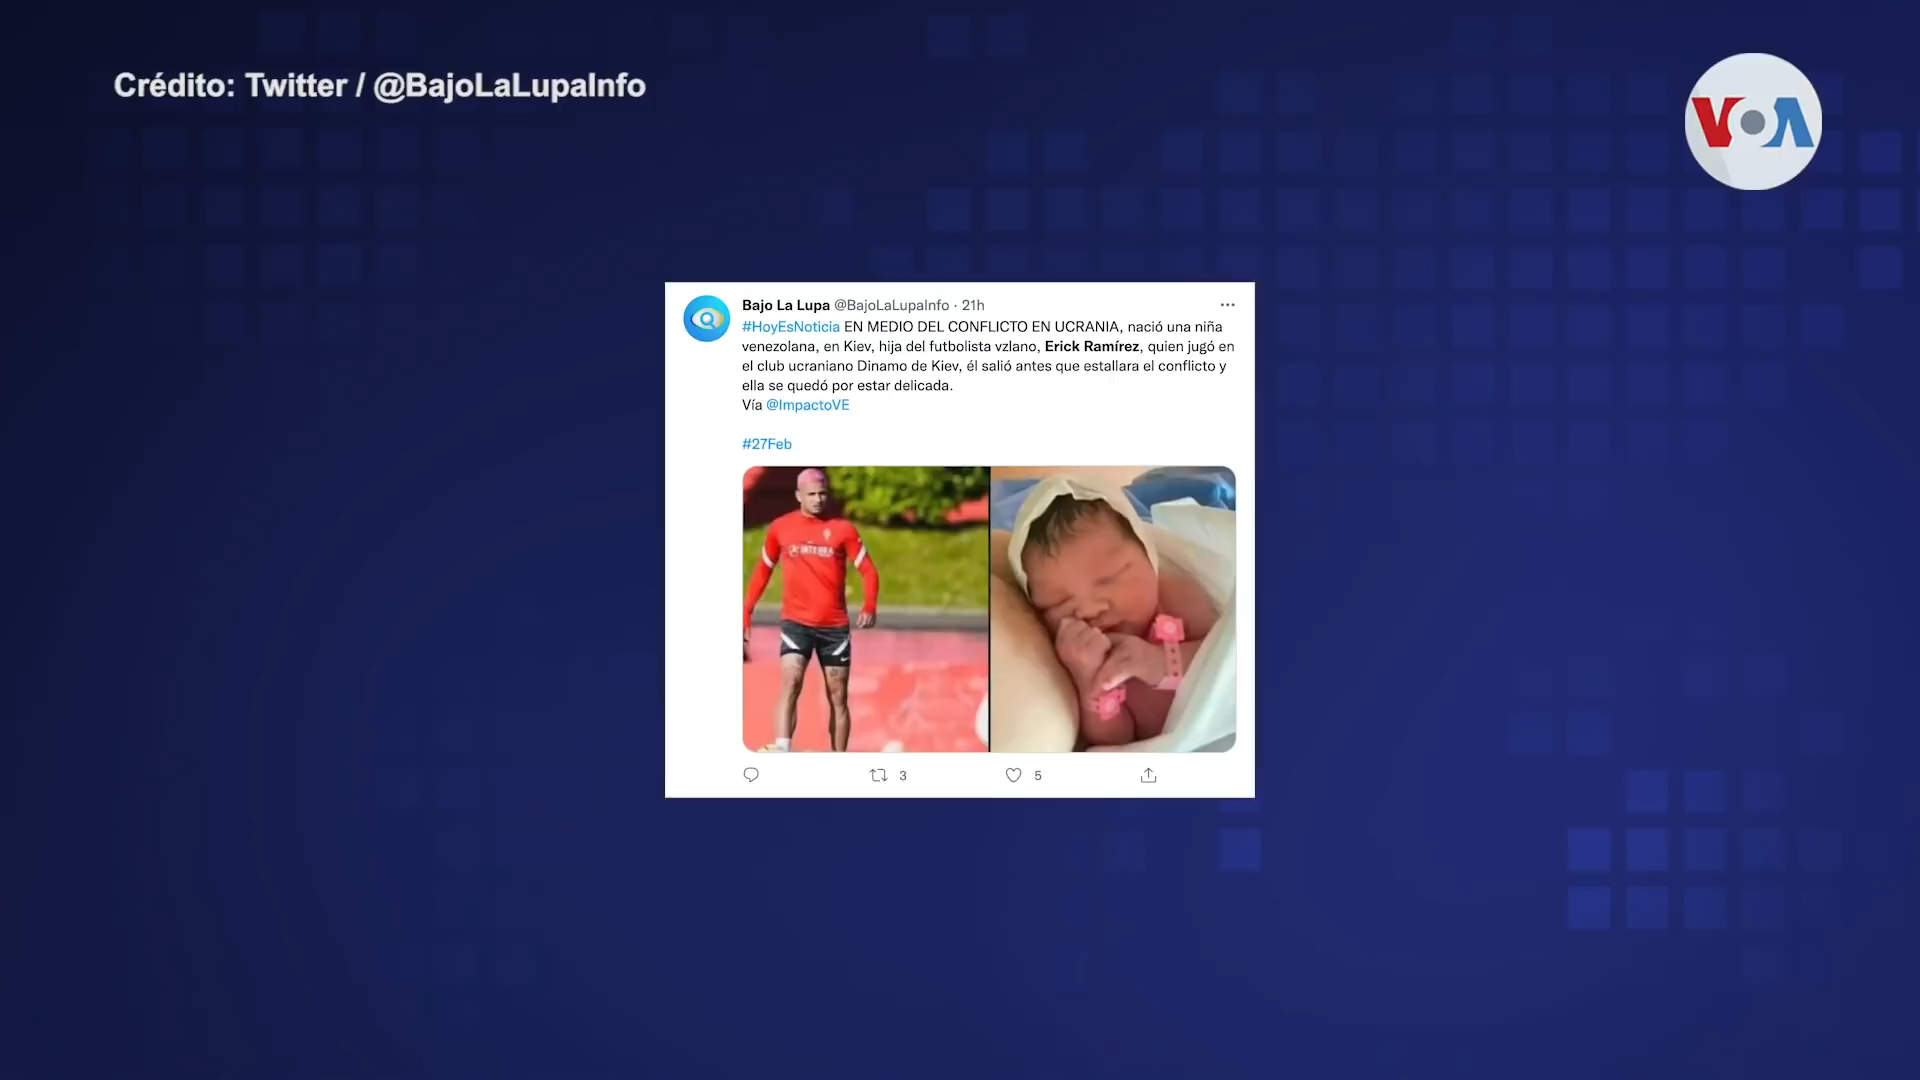 Crédito: Twitter / @BajoLaLupaInfo
VOA
Bajo La Lupa @BajoLaLupaInfo · 21h
#HoyEsNoticia EN MEDIO DEL CONFLICTO EN UCRANIA, nació una niña
venezolana, en Kiev, hija del futbolista vzlano, Erick Ramírez, quien jugó en
el club ucraniano Dinamo de Kiev, él salió antes que estallara el conflicto y
ella se quedó por estar delicada.
Vía @ImpactoVE
#27Feb
3 5